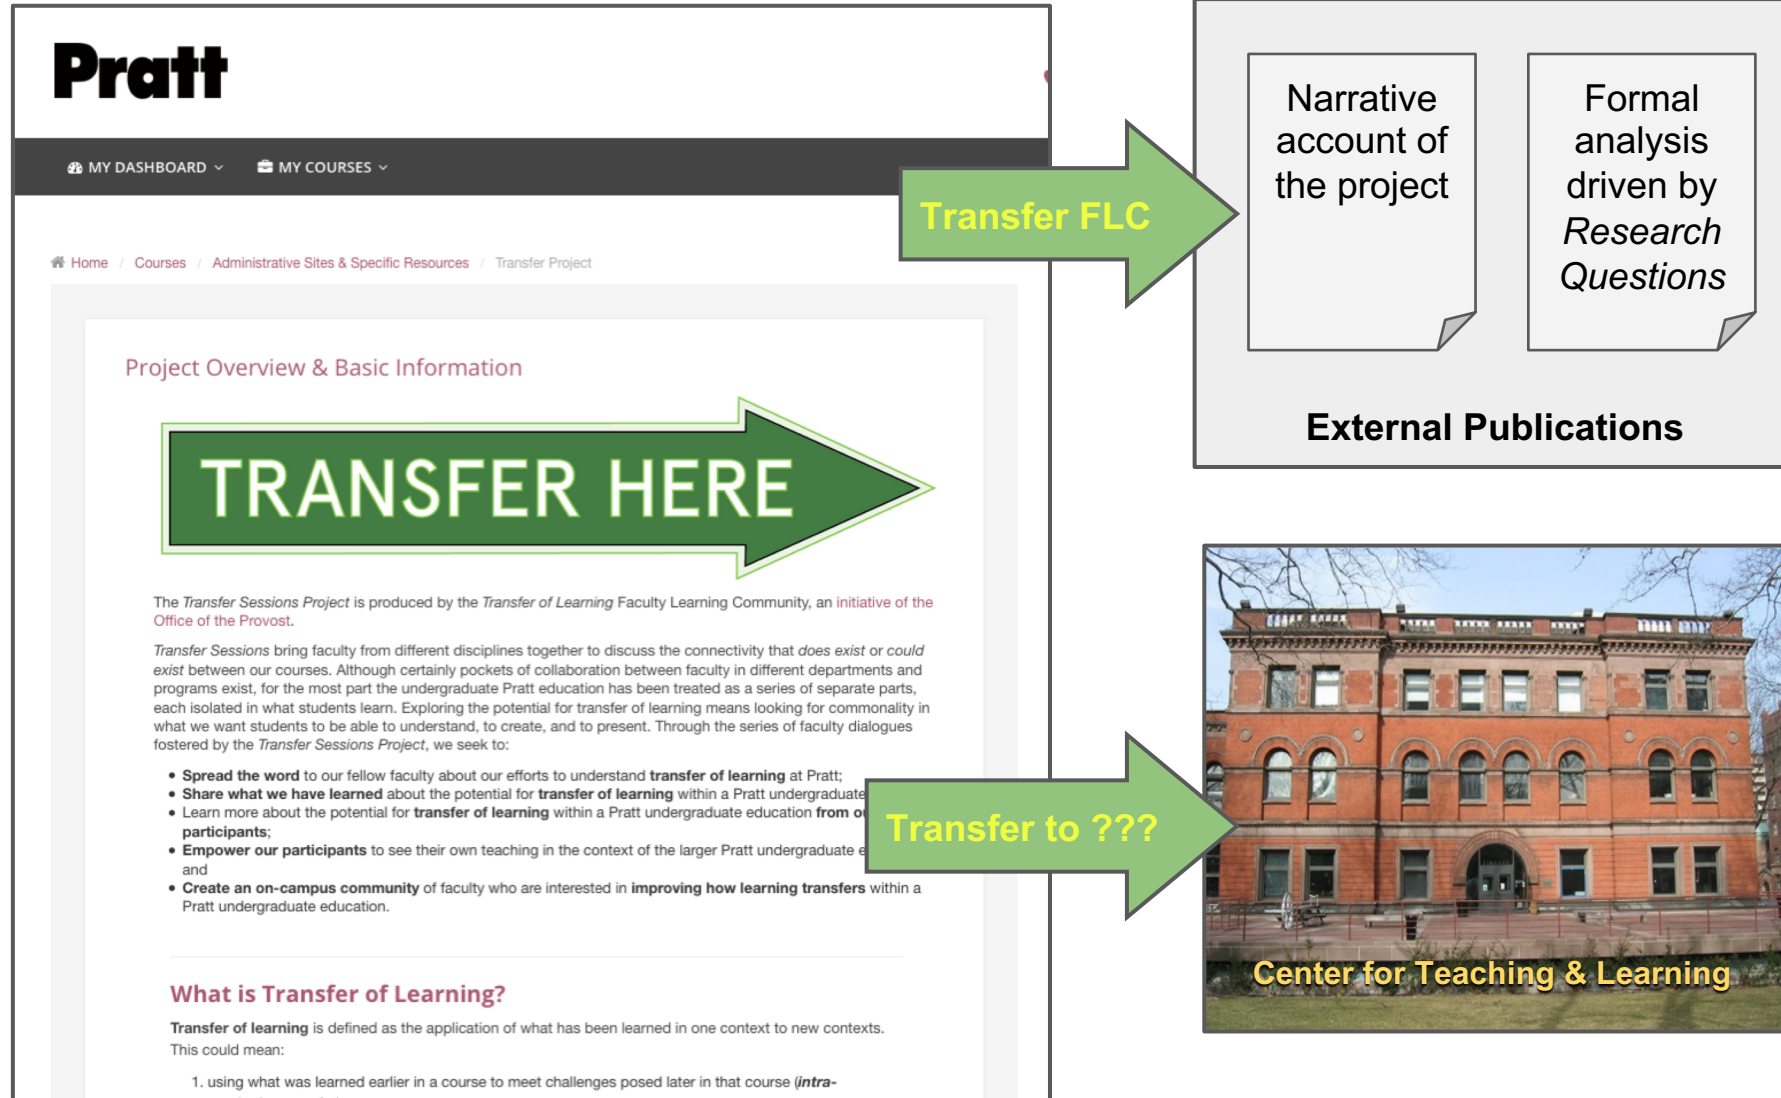 Pratt
MY DASHBOARD
MY COURSES
Home / Courses / Administrative Sites & Specific Resources / Transfer Project
Project Overview & Basic Information
TRANSFER HERE
The Transfer Sessions Project is produced by the Transfer of Learning Faculty Learning Community, an initiative of the
Office of the Provost.
Transfer Sessions bring faculty from different disciplines together to discuss the connectivity that does exist or could
exist between our courses. Although certainly pockets of collaboration between faculty in different departments and
programs exist, for the most part the undergraduate Pratt education has been treated as a series of separate parts,
each isolated in what students learn. Exploring the potential for transfer of learning means looking for commonality in
what we want students to be able to understand, to create, and to present. Through the series of faculty dialogues
fostered by the Transfer Sessions Project, we seek to:
• Spread the word to our fellow faculty about our efforts to understand transfer of learning at Pratt;
• Share what we have learned about the potential for transfer of learning within a Pratt undergraduate
• Learn more about the potential for transfer of learning within a Pratt undergraduate education from
participants;
• Empower our participants to see their own teaching in the context of the larger Pratt undergraduate
and
• Create an on-campus community of faculty who are interested in improving how learning transfers within a
Pratt undergraduate education.
What is Transfer of Learning?
Transfer of learning is defined as the application of what has been learned in one context to new contexts.
This could mean:
1. using what was learned earlier in a course to meet challenges posed later in that course (intra-
Transfer FLC
Narrative
account of
the project
Formal
analysis
driven by
Research
Questions
External Publications
Transfer to ???
Center for Teaching & Learning